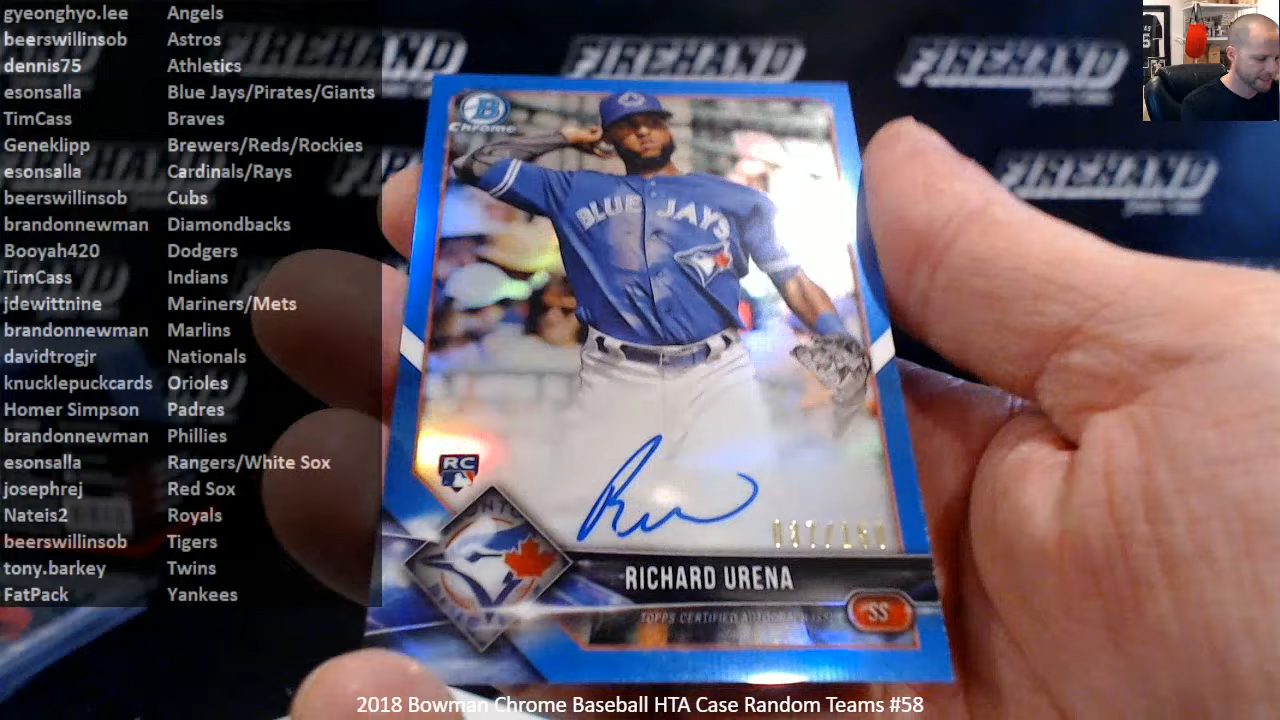 gyeonghyo.lee Angels
beerswillinsob Astros
dennis75 Athletics
esonsalla Blue Jays/Pirates/Giants
TimCass Braves
Geneklipp Brewers/Reds/Rockies
esonsalla Cardinals/Rays
beerswillinsob Cubs
brandonnewman Diamondbacks
Booyah420 Dodgers
TimCass Indians
jdewittnine Mariners/Mets
brandonnewman Marlins
davidtrogjr Nationals
knucklepuckcards Orioles
Homer Simpson Padres
brandonnewman Phillies
esonsalla Rangers/White Sox
josephrej Red Sox
Nateis2 Royals
beerswillinsob Tigers
tony.barkey Twins
FatPack Yankees
FIREHAND FIREHAND FIREHAND
FIREHAND
B
Chrome
BLUE JAYS
RC
RICHARD URENA
SS
TOPPS CERTIFIED AUTOGRAPH ISSUE
2018 Bowman Chrome Baseball HTA Case Random Teams #58